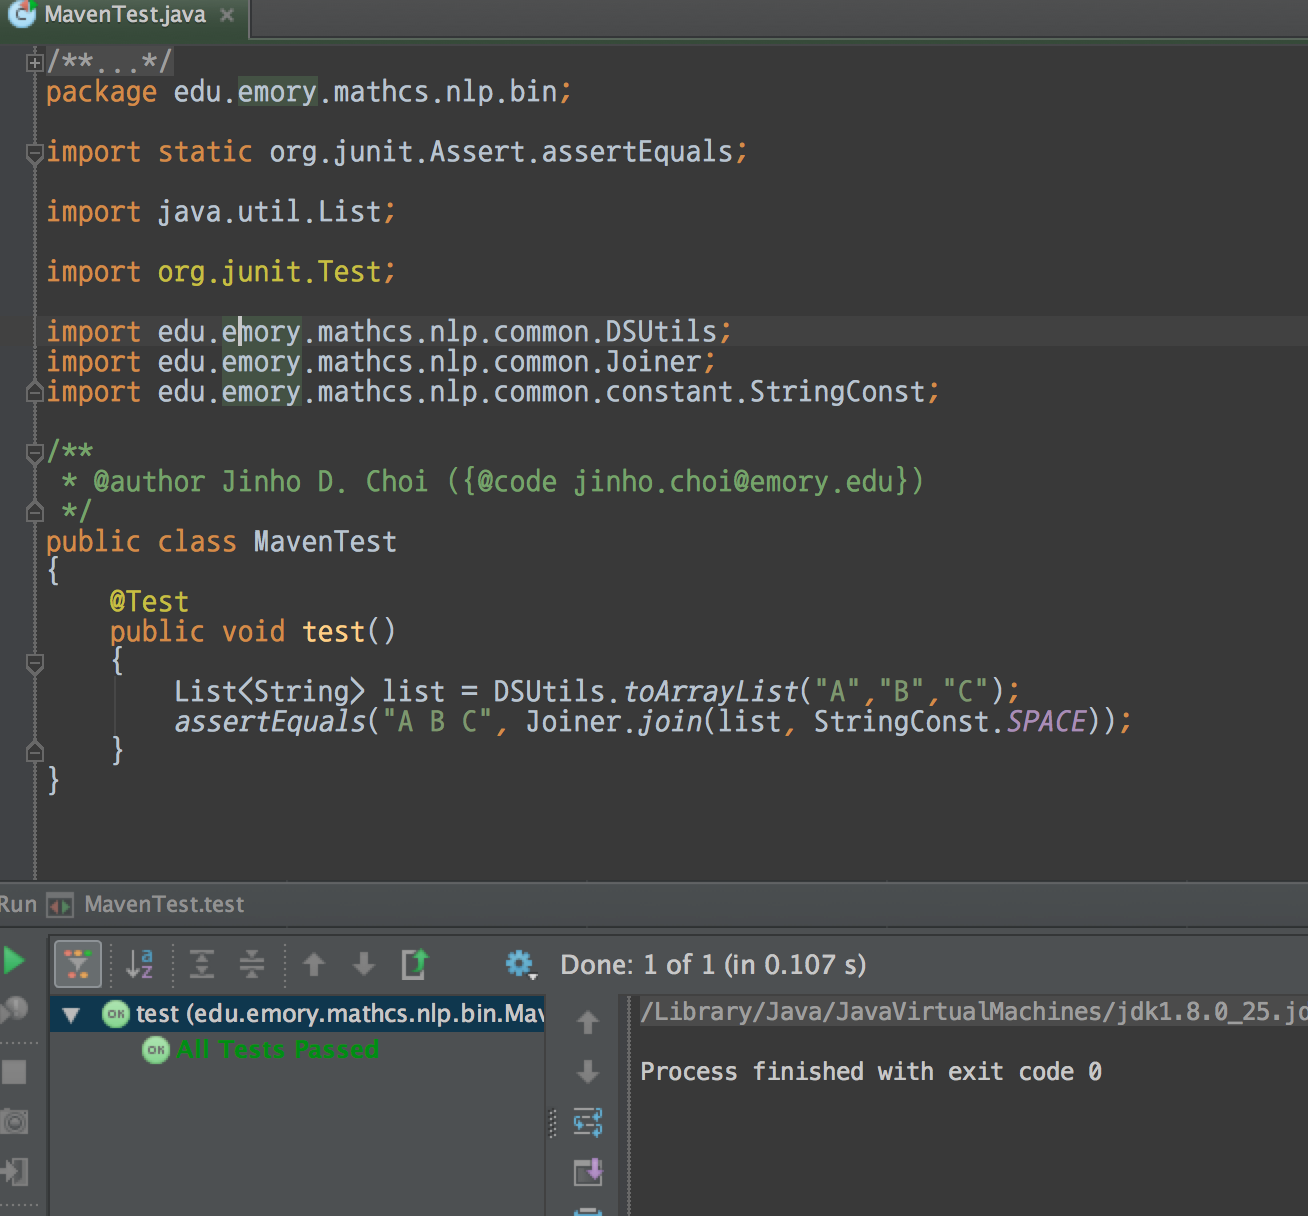 MavenTest.java
/**...*/
package edu.emory.mathcs.nlp.bin;
import static org.junit.Assert.assertEquals;
import java.util.List;
import org.junit.Test;
import edu.emory.mathcs.nlp.common.DSUtils;
import edu.emory.mathcs.nlp.common.Joiner;
import edu.emory.mathcs.nlp.common.constant.StringConst;
/**
 * @author Jinho D. Choi ({@code jinho.choi@emory.edu})
 */
public class MavenTest
{
    @Test
    public void test()
    {
        List<String> list = DSUtils.toArrayList("A","B","C");
        assertEquals("A B C", Joiner.join(list, StringConst.SPACE));
    }
}
Run MavenTest.test
Done: 1 of 1 (in 0.107 s)
OK test (edu.emory.mathcs.nlp.bin.Mav
OK All Tests Passed
/Library/Java/JavaVirtualMachines/jdk1.8.0_25.jd
Process finished with exit code 0